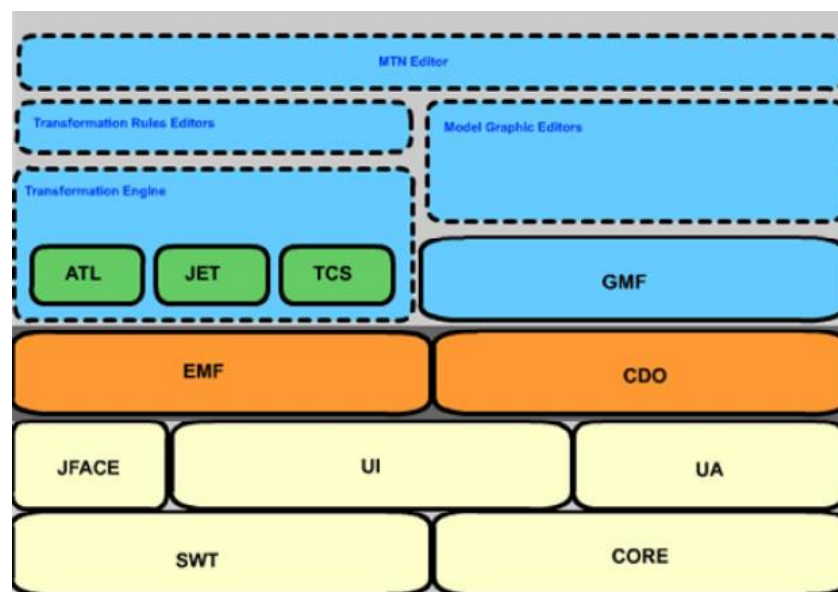 MTN Editor
Transformation Rules Editors
Model Graphic Editors
Transformation Engine
ATL
JET
TCS
GMF
EMF
CDO
JFACE
UI
UA
SWT
CORE